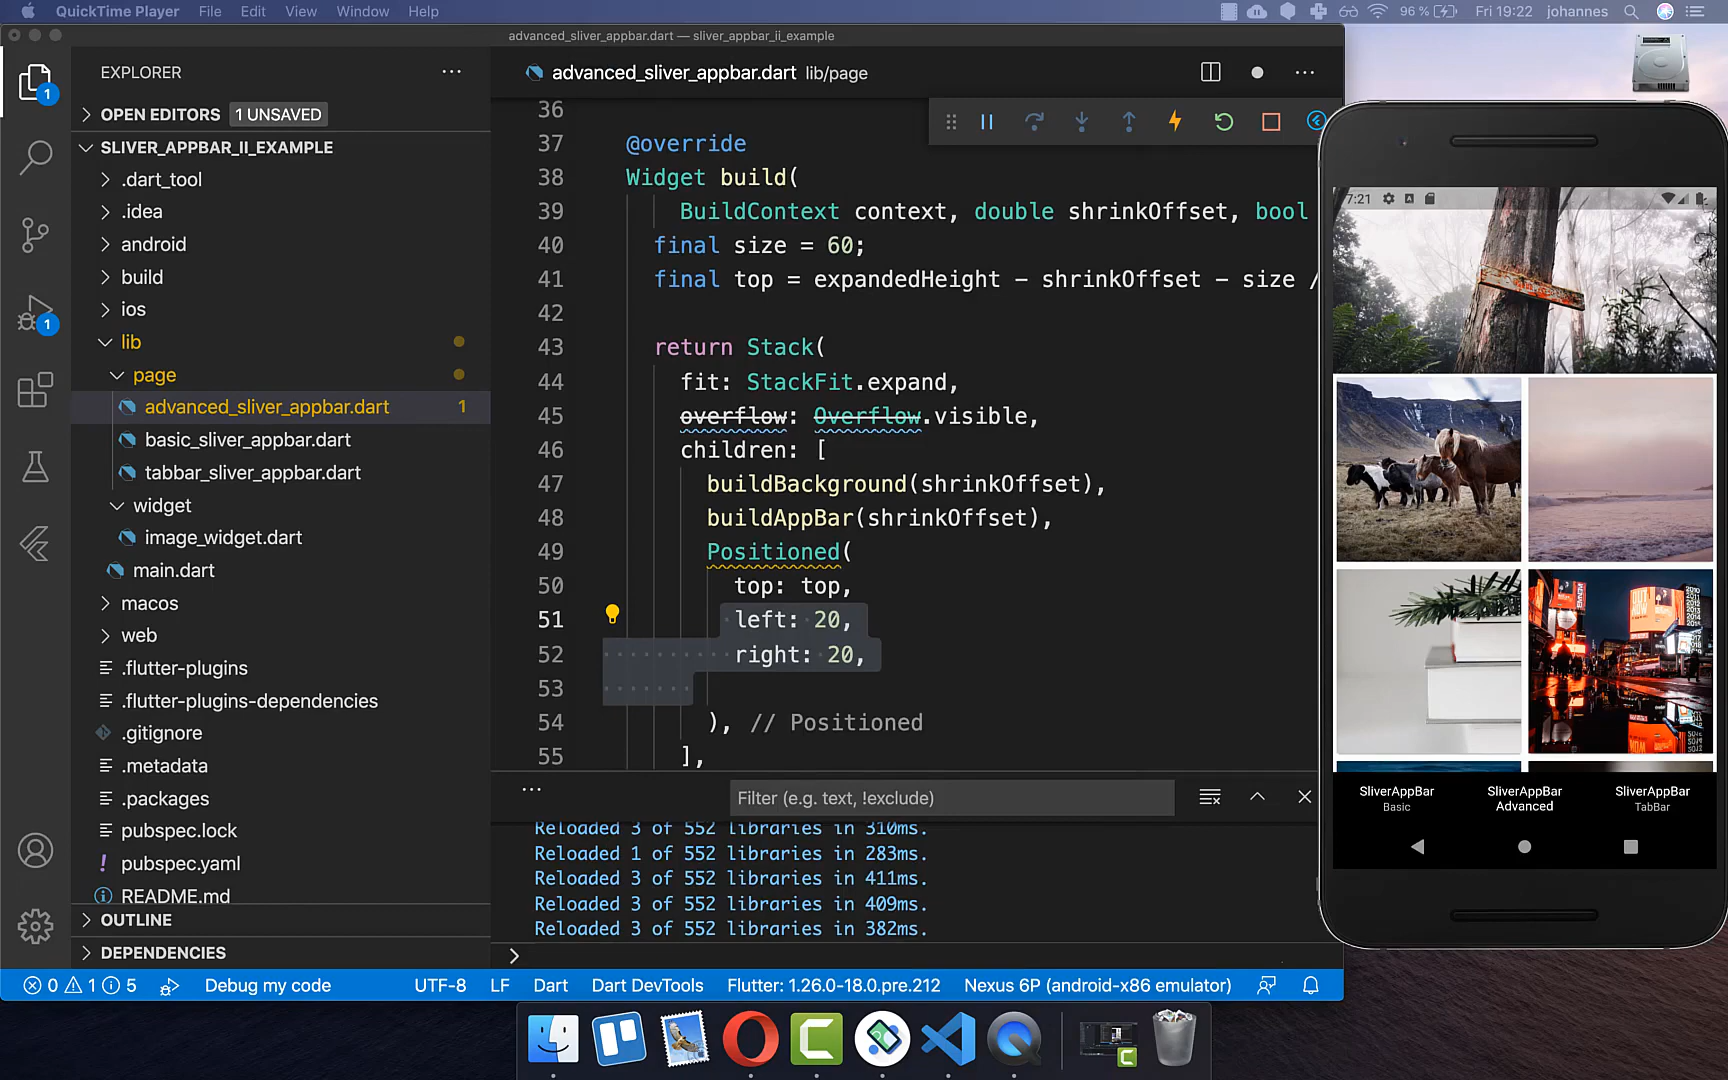 QuickTime Player File Edit View Window Help
96 % Fri 19:22 johannes
advanced_sliver_appbar.dart — sliver_appbar_ii_example
EXPLORER
OPEN EDITORS 1 UNSAVED
SLIVER_APPBAR_II_EXAMPLE
.dart_tool
.idea
android
build
ios
lib
page
advanced_sliver_appbar.dart 1
basic_sliver_appbar.dart
tabbar_sliver_appbar.dart
widget
image_widget.dart
main.dart
macos
web
.flutter-plugins
.flutter-plugins-dependencies
.gitignore
.metadata
.packages
pubspec.lock
pubspec.yaml
README.md
OUTLINE
DEPENDENCIES
1
1
advanced_sliver_appbar.dart lib/page
36
37 @override
38 Widget build(
39 BuildContext context, double shrinkOffset, bool
40 final size = 60;
41 final top = expandedHeight - shrinkOffset - size /
42
43 return Stack(
44 fit: StackFit.expand,
45 overflow: Overflow.visible,
46 children: [
47 buildBackground(shrinkOffset),
48 buildAppBar(shrinkOffset),
49 Positioned(
50 top: top,
51 left: 20,
52 right: 20,
53
54 ), // Positioned
55 ],
Filter (e.g. text, !exclude)
Reloaded 3 of 552 libraries in 310ms.
Reloaded 1 of 552 libraries in 283ms.
Reloaded 3 of 552 libraries in 411ms.
Reloaded 3 of 552 libraries in 409ms.
Reloaded 3 of 552 libraries in 382ms.
0 1 5 Debug my code UTF-8 LF Dart Dart DevTools Flutter: 1.26.0-18.0.pre.212 Nexus 6P (android-x86 emulator)
7:21
SliverAppBar
Basic
SliverAppBar
Advanced
SliverAppBar
TabBar